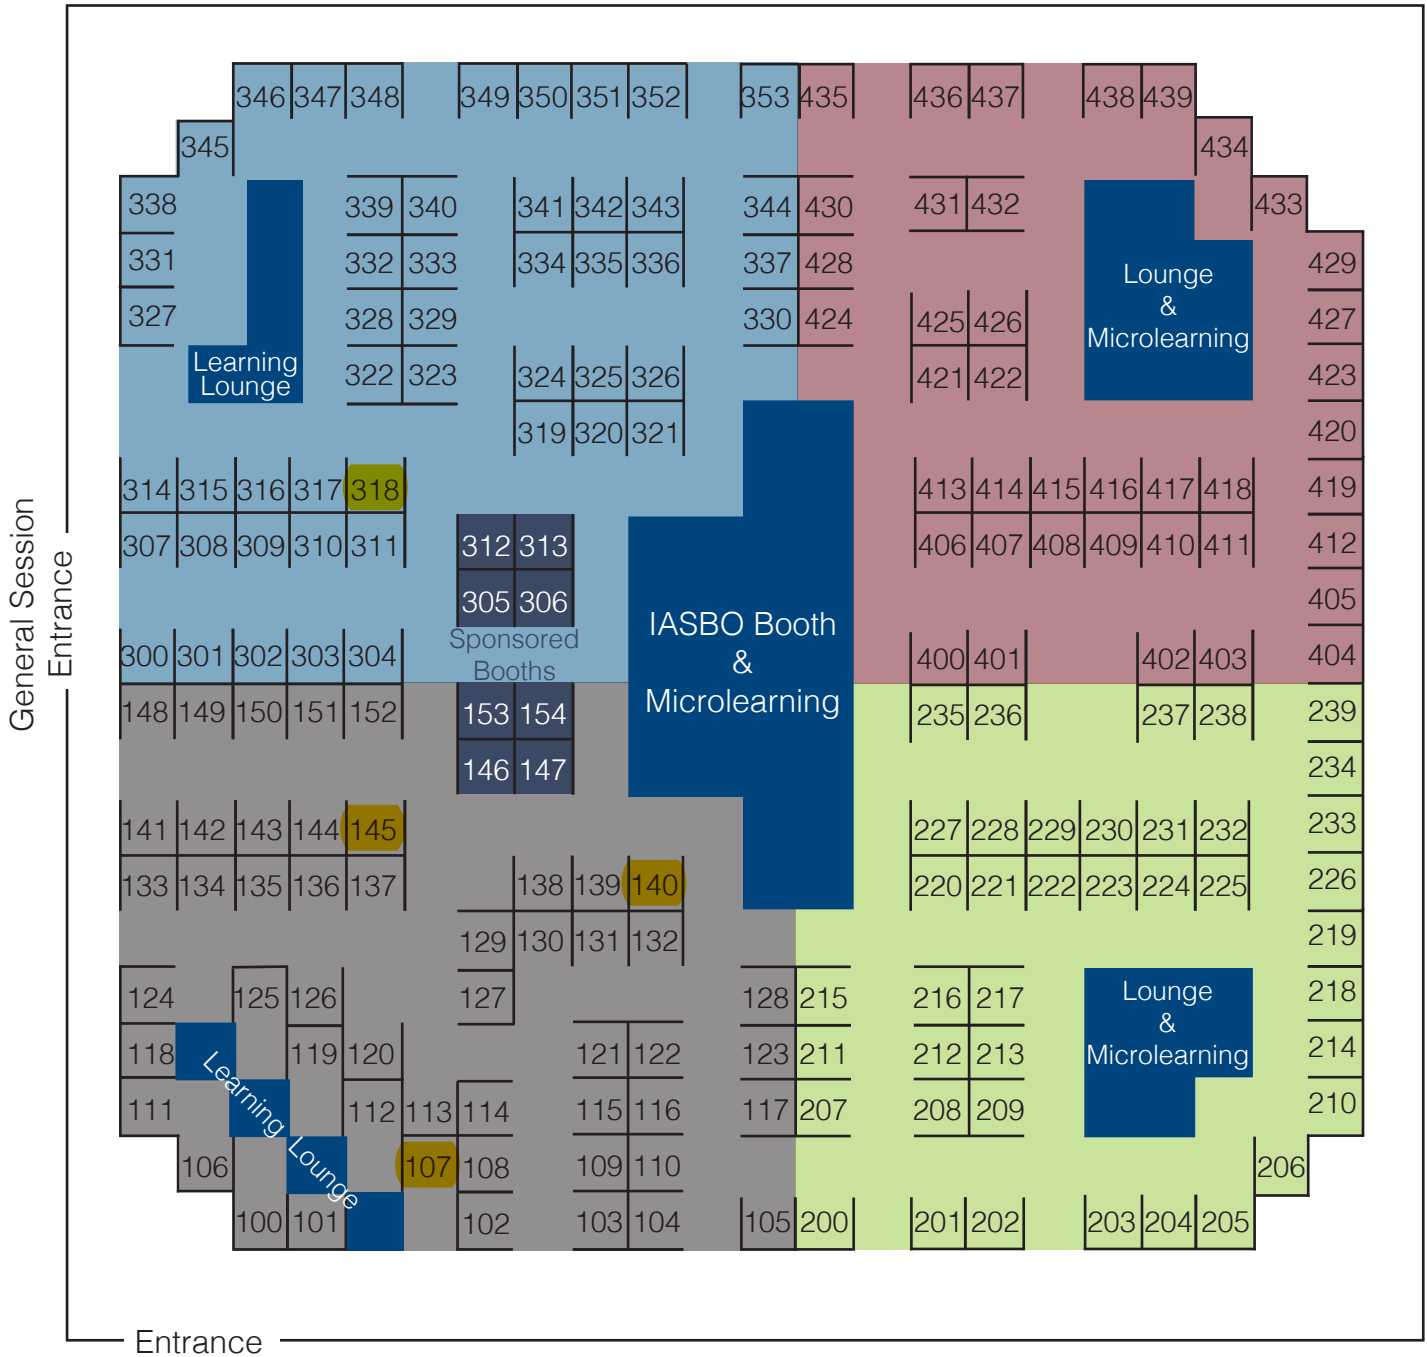 346 347 348 349 350 351 352 353 435 436 437 438 439
345 434
338 339 340 341 342 343 344 430 431 432 433
331 332 333 334 335 336 337 428 429
Lounge
&
Microlearning
327 328 329 330 424 425 426 427
Learning
Lounge
322 323 324 325 326 421 422 423
319 320 321 420
314 315 316 317 318 413 414 415 416 417 418 419
307 308 309 310 311 312 313 406 407 408 409 410 411 412
305 306 405
General Session
Entrance
Sponsored
Booths
IASBO Booth
&
Microlearning
300 301 302 303 304 400 401 402 403 404
148 149 150 151 152 153 154 235 236 237 238 239
146 147 234
141 142 143 144 145 227 228 229 230 231 232 233
133 134 135 136 137 138 139 140 220 221 222 223 224 225 226
129 130 131 132 219
124 125 126 127 128 215 216 217 218
Lounge
&
Microlearning
118 119 120 121 122 123 211 212 213 214
Learning Lounge
111 112 113 114 115 116 117 207 208 209 210
106 107 108 109 110 206
100 101 102 103 104 105 200 201 202 203 204 205
Entrance